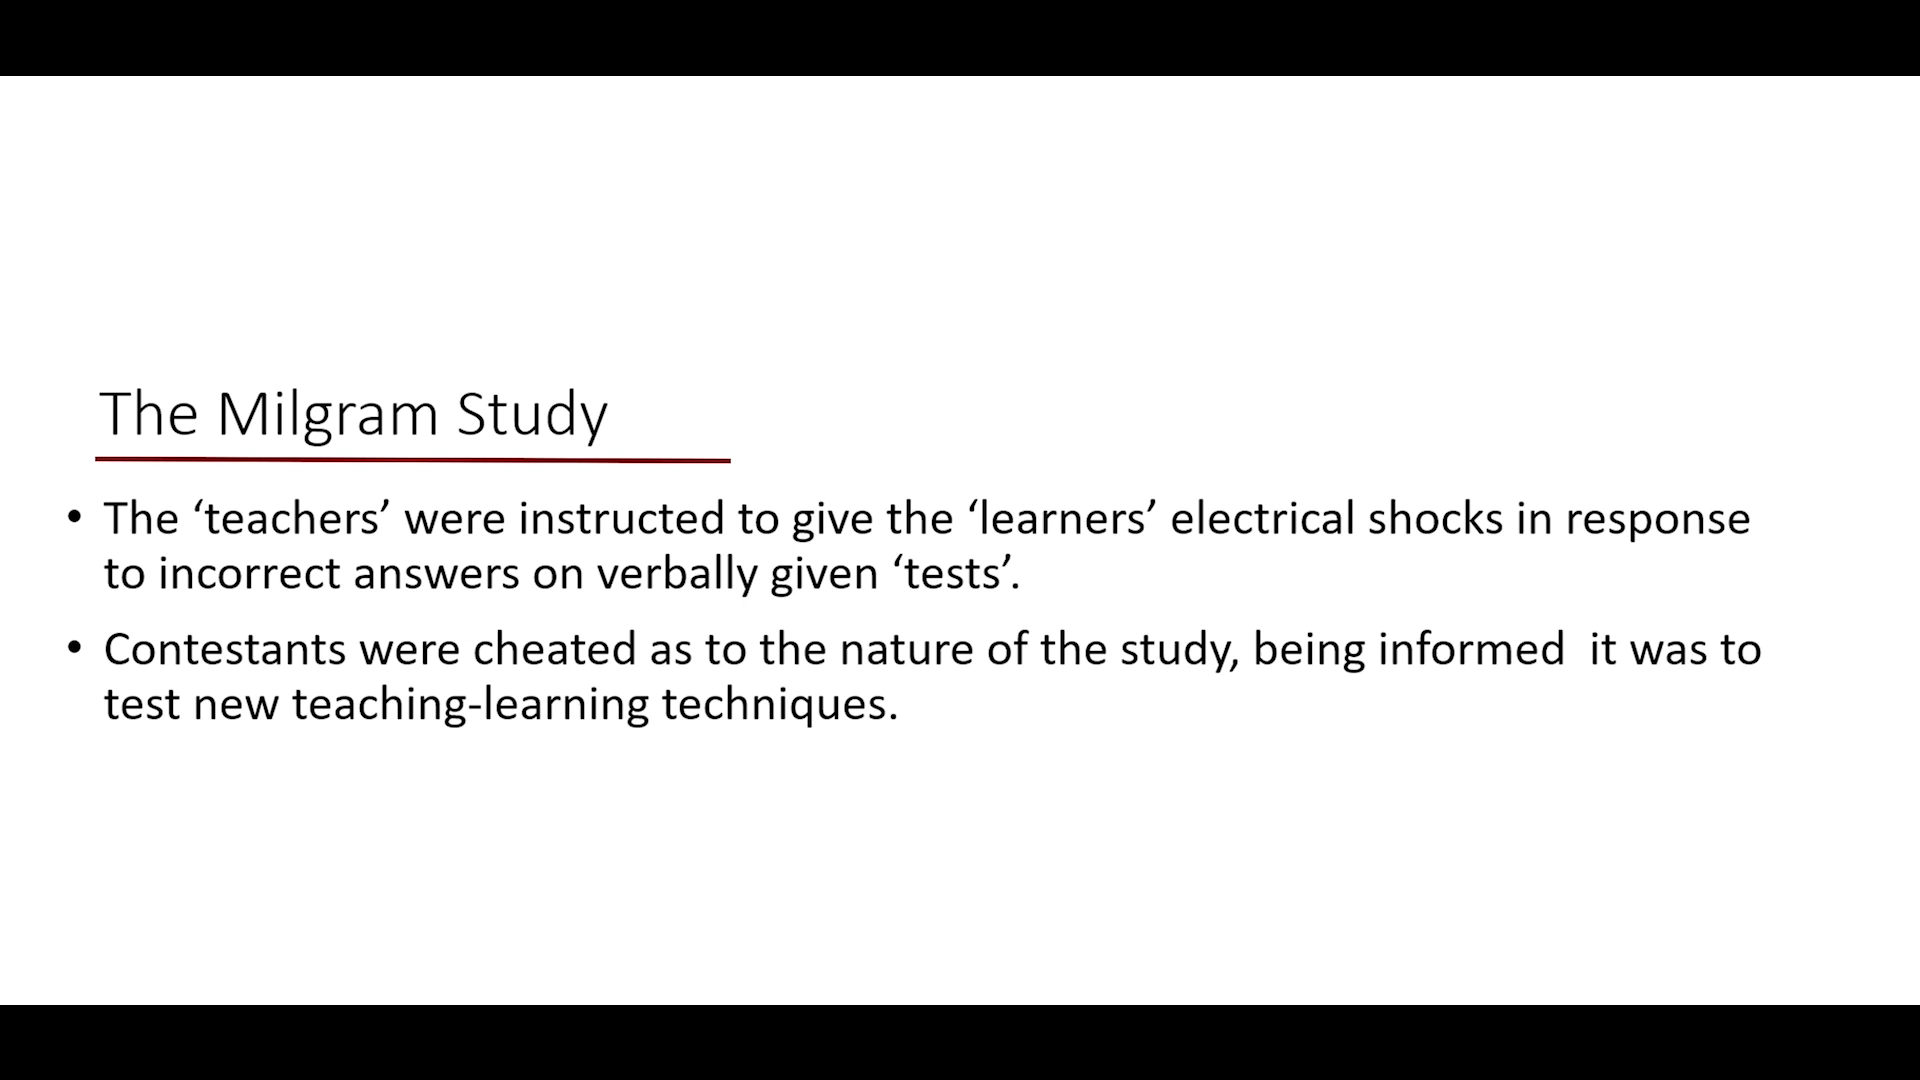 The Milgram Study
• The ‘teachers’ were instructed to give the ‘learners’ electrical shocks in response
to incorrect answers on verbally given ‘tests’.
• Contestants were cheated as to the nature of the study, being informed  it was to
test new teaching-learning techniques.